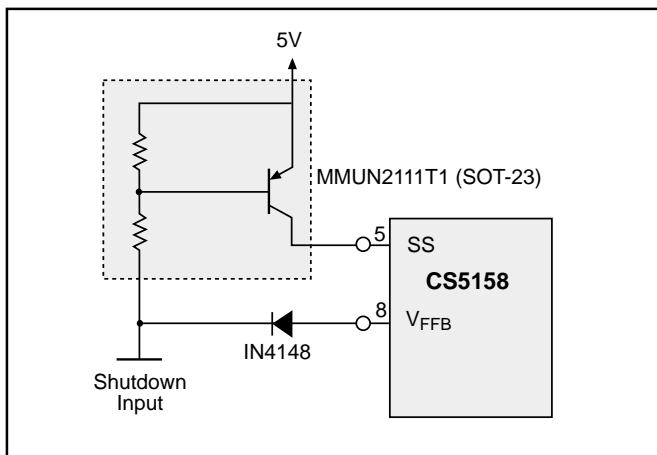 5V
MMUN2111T1 (SOT-23)
5
SS
CS5158
8
VFFB
IN4148
Shutdown
Input